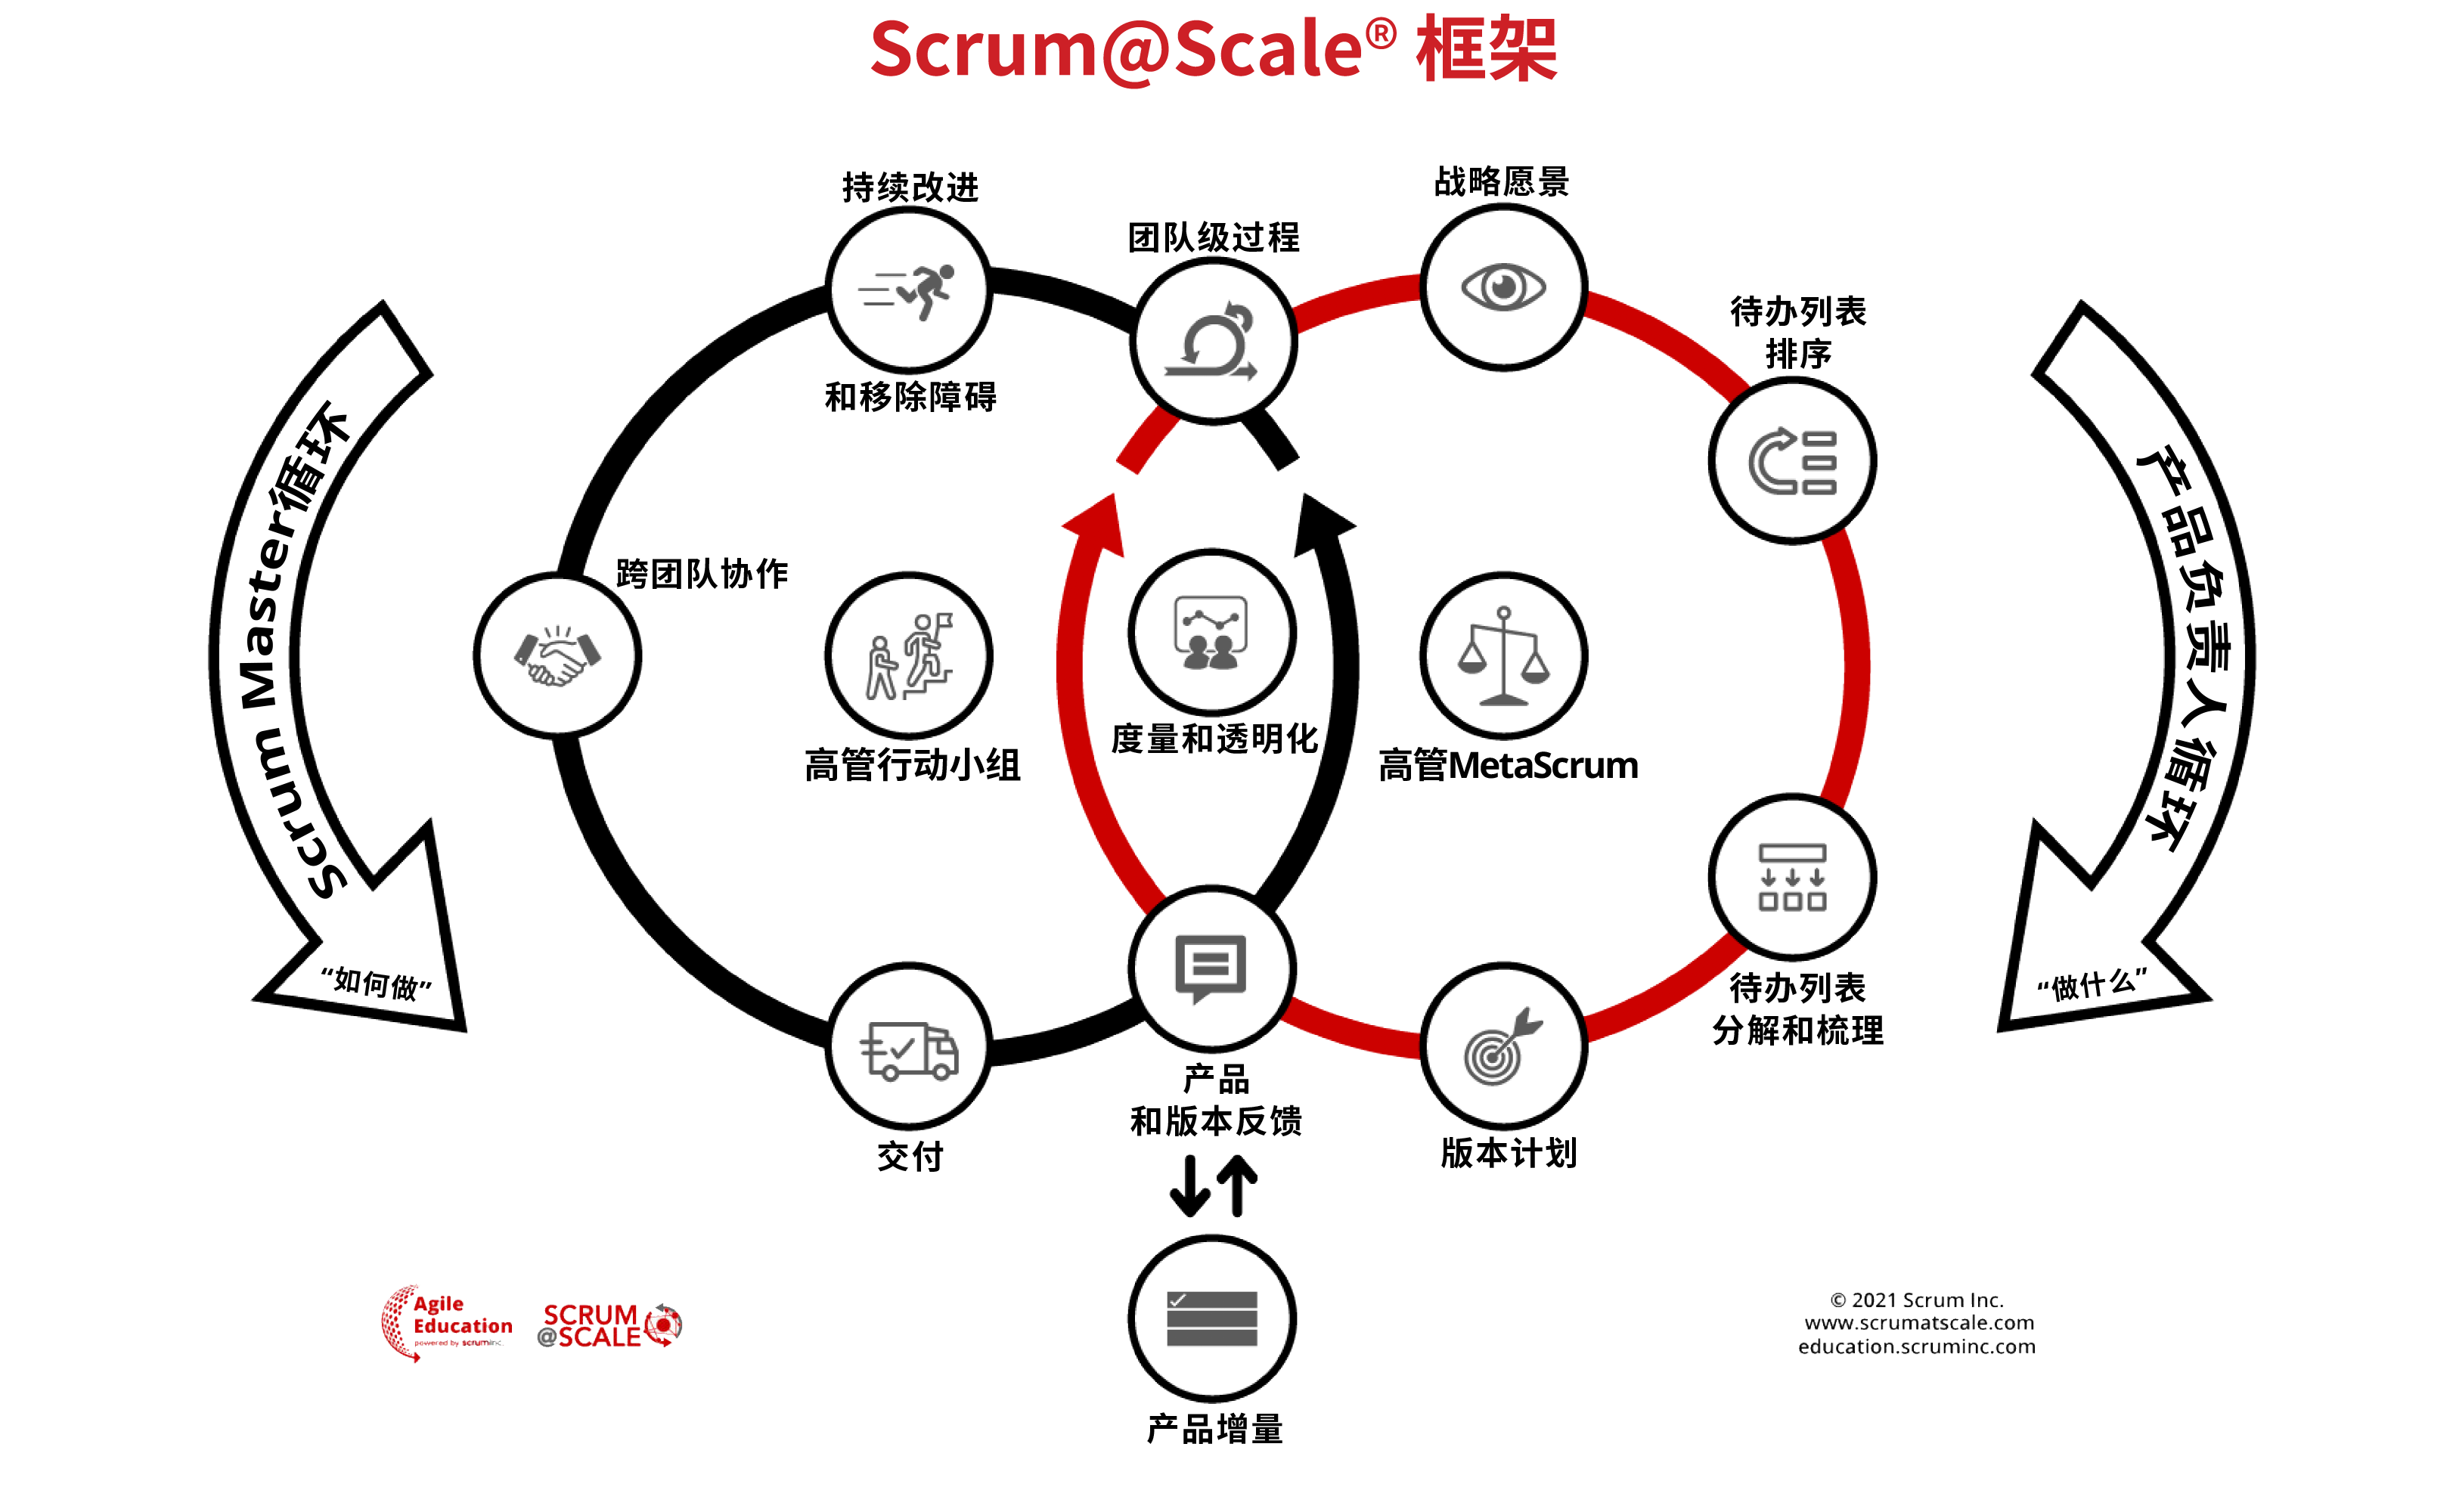 Scrum@Scale® 框架
持续改进
和移除障碍
团队级过程
战略愿景
待办列表
排序
Scrum Master循环
“如何做”
跨团队协作
高管行动小组
度量和透明化
高管MetaScrum
产品负责人循环
“做什么”
待办列表
分解和梳理
交付
产品
和版本反馈
版本计划
产品增量
Agile
Education
powered by scruminc.
SCRUM
@SCALE
© 2021 Scrum Inc.
www.scrumatscale.com
education.scruminc.com